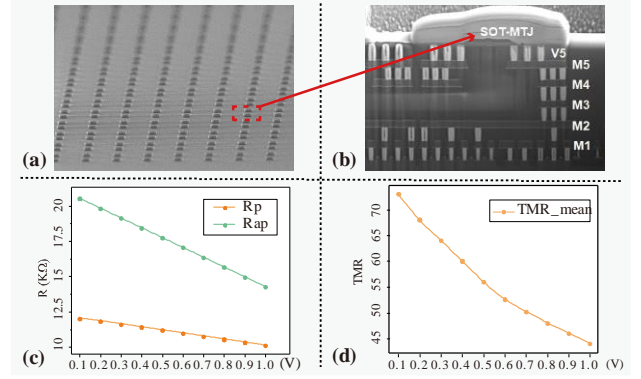 (a)
SOT-MTJ
V5
M5
M4
M3
M2
M1
(b)
R (KΩ)
20
17.5
15
12.5
10
Rp
Rap
0.1 0.2 0.3 0.4 0.5 0.6 0.7 0.8 0.9 1.0 (V)
(c)
TMR
70
65
60
55
50
45
TMR_mean
0.1 0.2 0.3 0.4 0.5 0.6 0.7 0.8 0.9 1.0 (V)
(d)